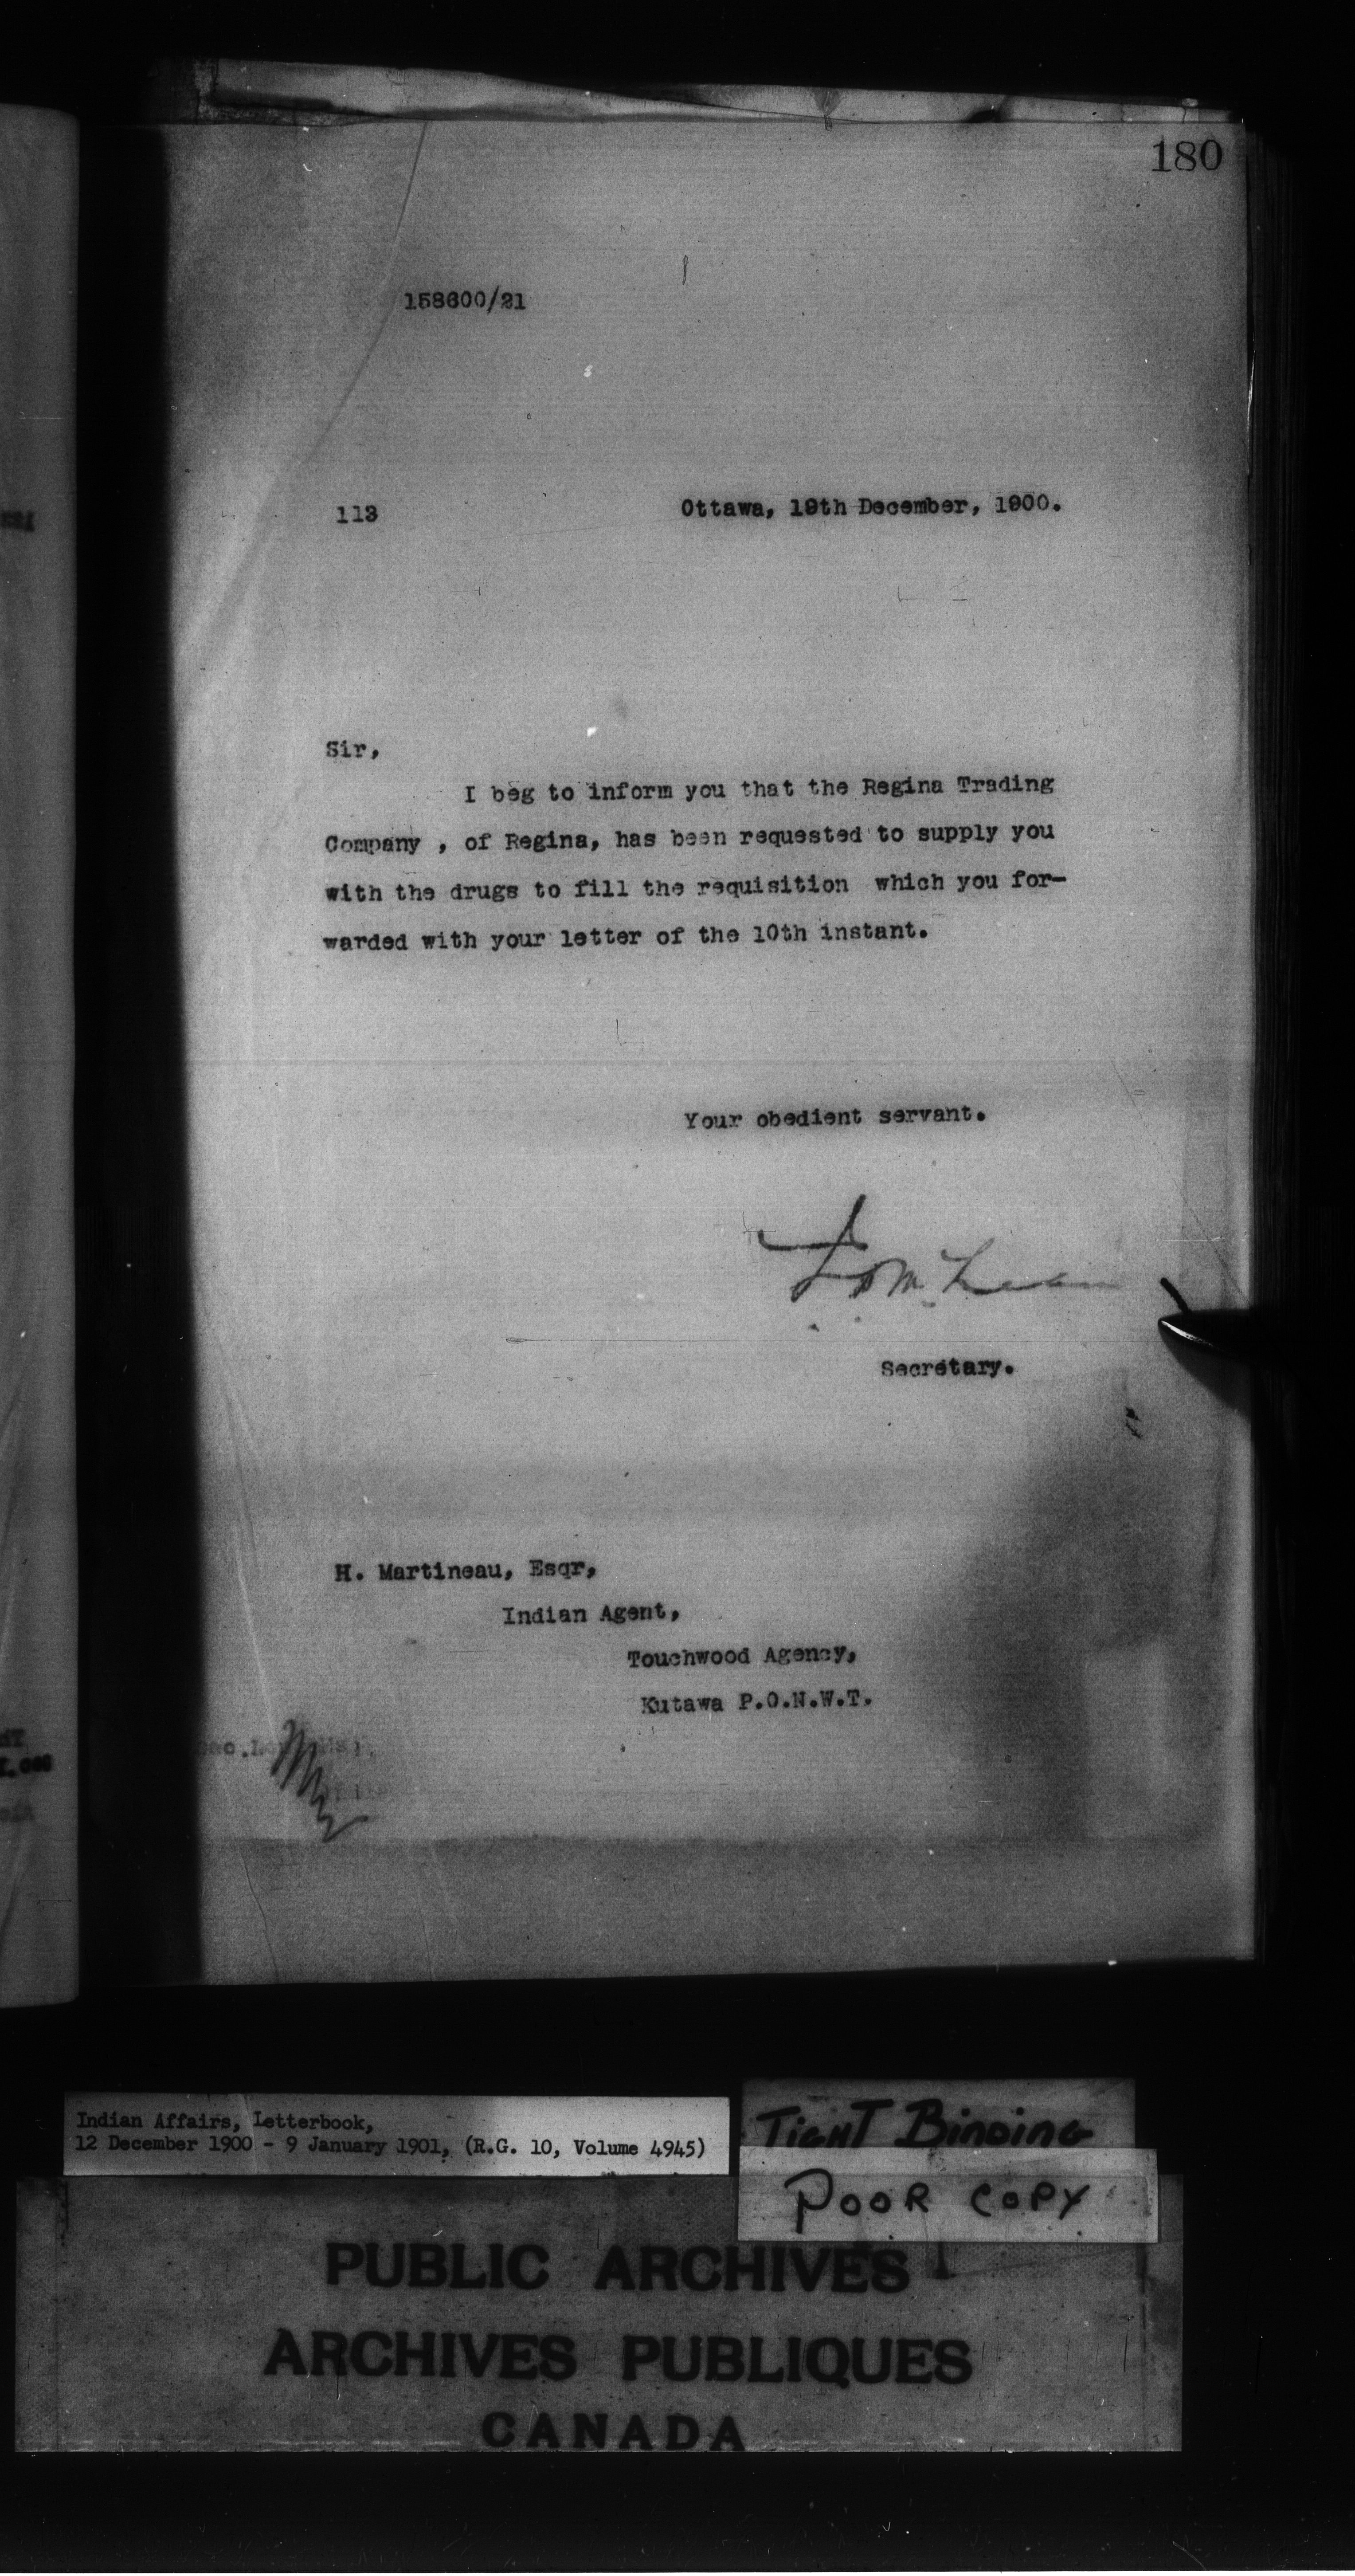 180
158600/21
113 Ottawa, 19th December, 1900.
Sir,
I beg to inform you that the Regina Trading
Company , of Regina, has been requested to supply you
with the drugs to fill the requisition which you for-
warded with your letter of the 10th instant.
Your obedient servant.
Secretary.
H. Martineau, Esqr,
Indian Agent,
Touchwood Agency,
Kutawa P.O.N.W.T.
Indian Affairs, Letterbook,
12 December 1900 - 9 January 1901, (R.G. 10, Volume 4945)
TIGHT BINDING
POOR COPY
PUBLIC ARCHIVES
ARCHIVES PUBLIQUES
CANADA